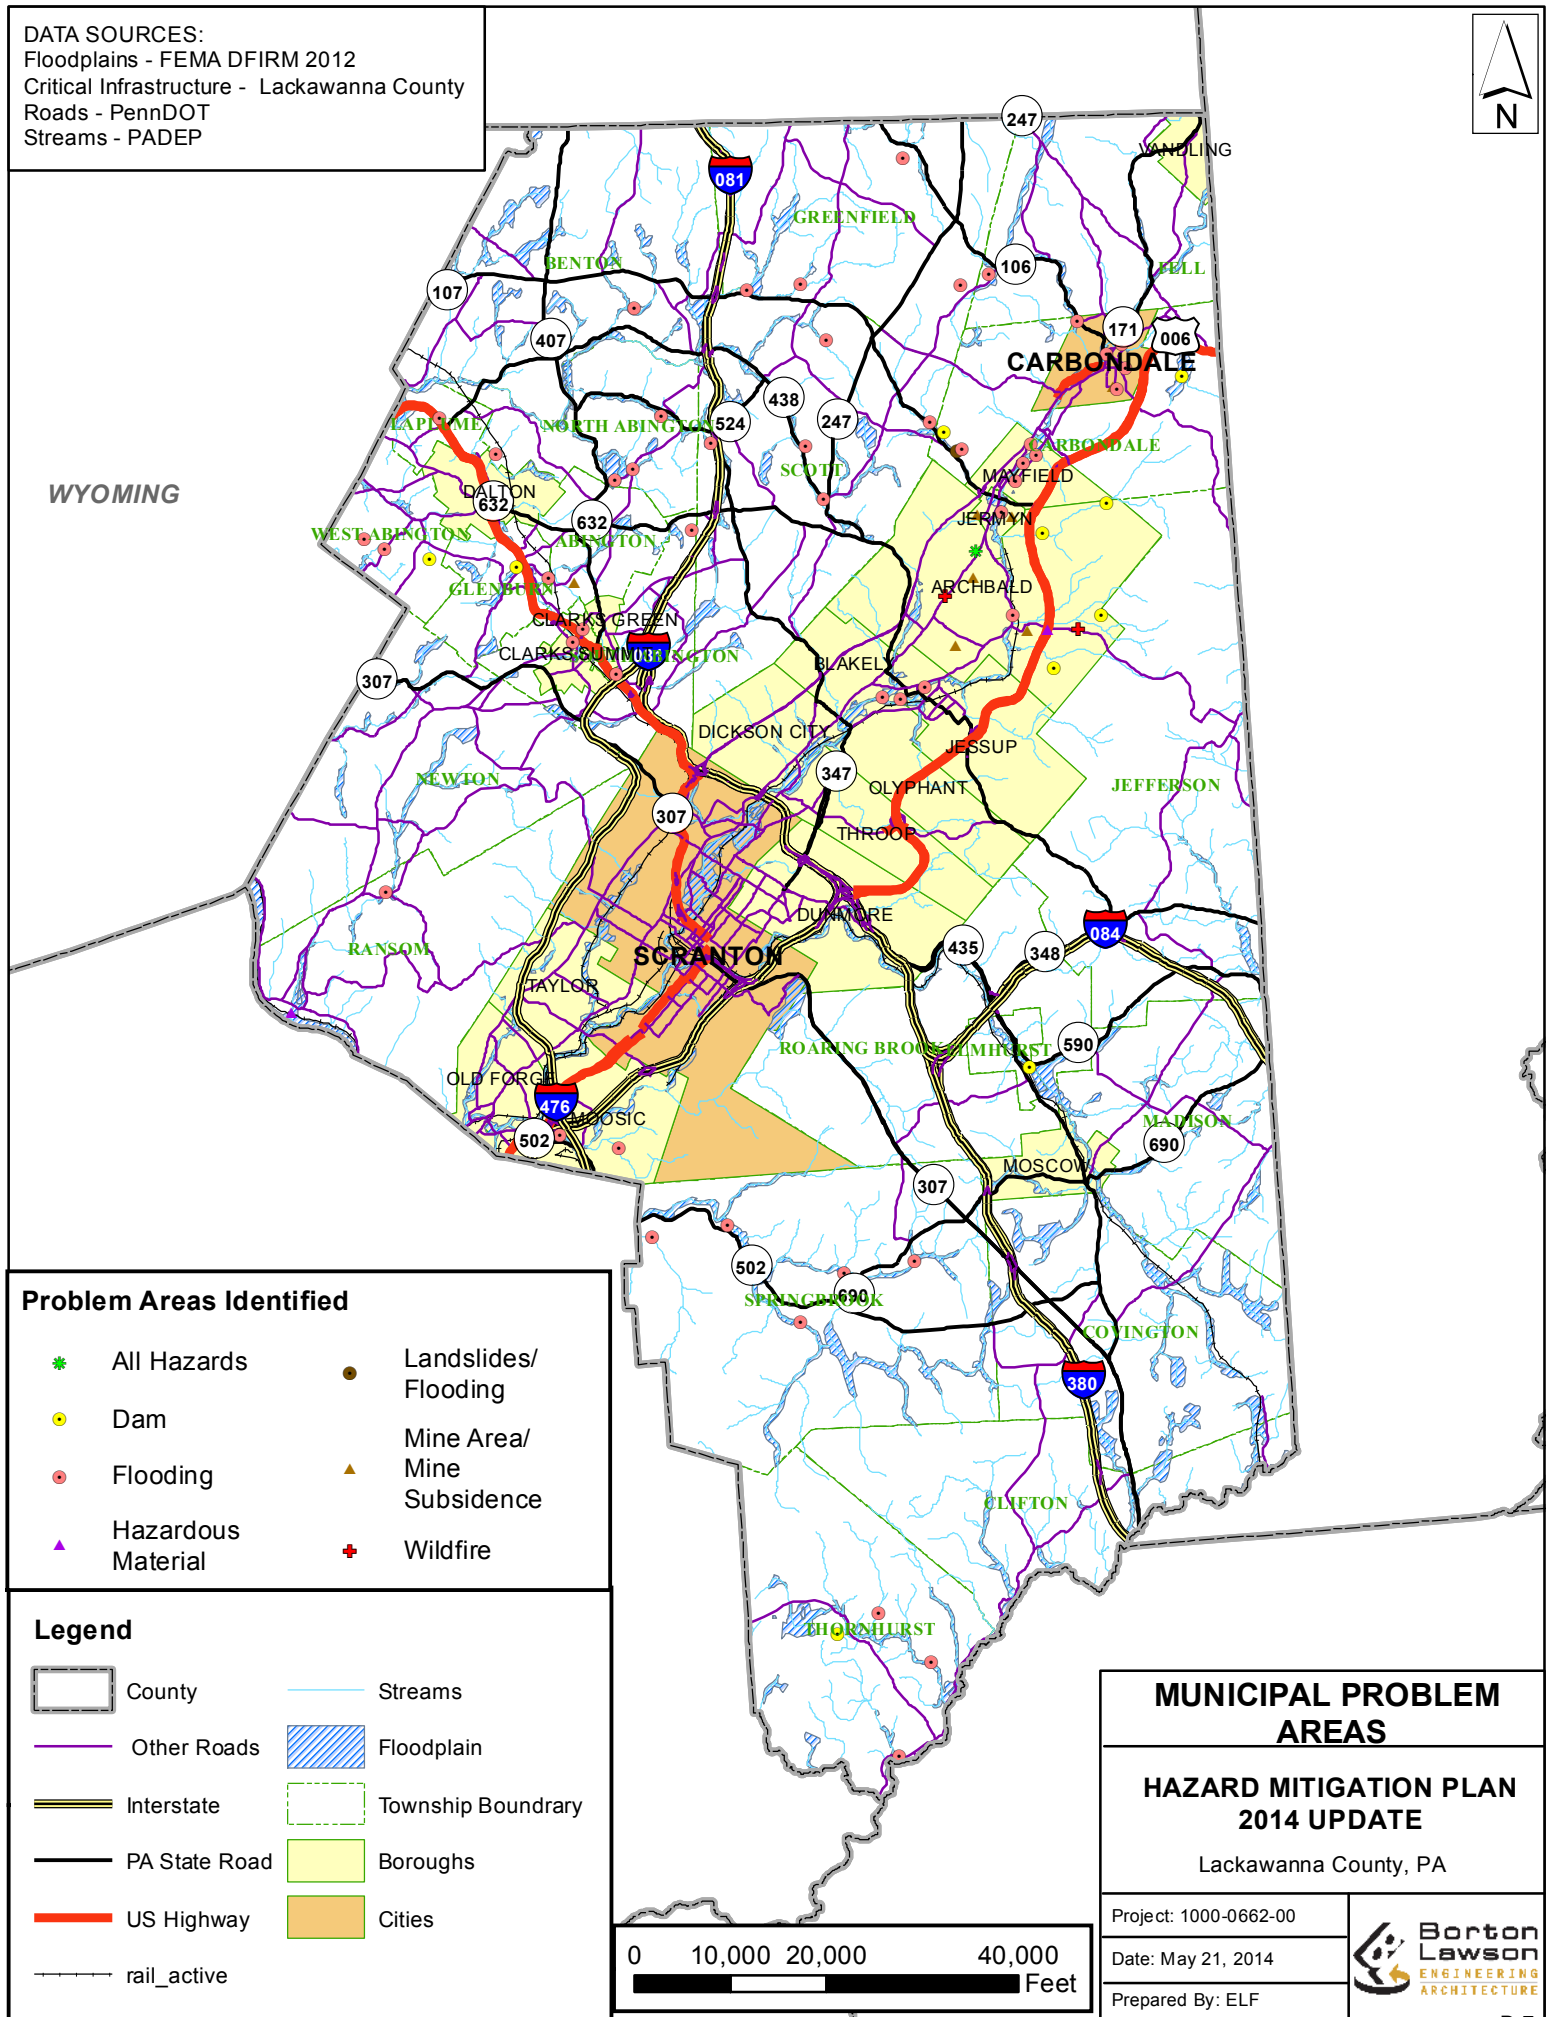 DATA SOURCES:
Floodplains - FEMA DFIRM 2012
Critical Infrastructure - Lackawanna County
Roads - PennDOT
Streams - PADEP
N
247
VANDLING
081
GREENFIELD
BENTON
106
FELL
107
171
006
407
CARBONDALE
438
524
247
LAPLUME
NORTH ABINGTON
CARBONDALE
SCOTT
MAYFIELD
WYOMING
DALTON
632
632
JERMYN
WEST ABINGTON
ABINGTON
GLENBURN
ARCHBALD
CLARKS GREEN
CLARKS SUMMIT
081
BLAKELY
307
DICKSON CITY
JESSUP
347
NEWTON
OLYPHANT
JEFFERSON
307
THROOP
DUNMORE
084
435
348
RANSOM
SCRANTON
TAYLOR
ROARING BROOK
ELMHURST
590
OLD FORGE
476
MOOSIC
502
MADISON
690
MOSCOW
307
502
690
SPRINGBROOK
COVINGTON
380
CLIFTON
THORNHURST
Problem Areas Identified
All Hazards
Dam
Flooding
Hazardous
Material
Landslides/
Flooding
Mine Area/
Mine
Subsidence
Wildfire
Legend
County
Other Roads
Interstate
PA State Road
US Highway
rail_active
Streams
Floodplain
Township Boundrary
Boroughs
Cities
0 10,000 20,000 40,000
Feet
MUNICIPAL PROBLEM
AREAS
HAZARD MITIGATION PLAN
2014 UPDATE
Lackawanna County, PA
Project: 1000-0662-00
Date: May 21, 2014
Prepared By: ELF
Borton
Lawson
ENGINEERING
ARCHITECTURE